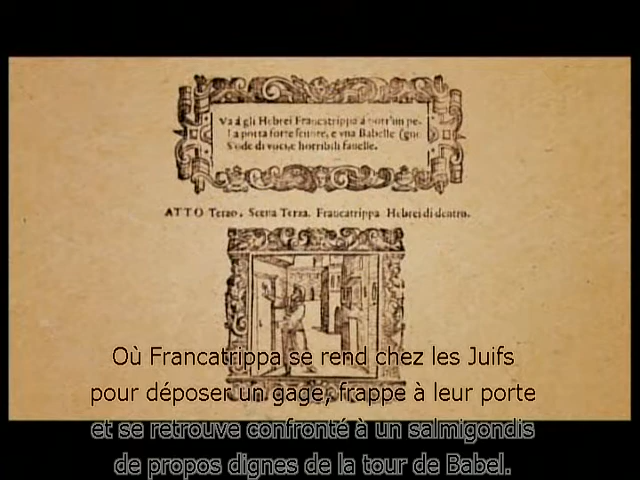 Va à gli Hebrei Francatrippa à porr'un pe-
la porta forte sentore, e vna Babelle
S'ode di voci, e horribili fauelle.
ATTO Terzo. Scena Terza. Francatrippa Hebrei di dentro.
Où Francatrippa se rend chez les Juifs
pour déposer un gage, frappe à leur porte
et se retrouve confronté à un salmigondis
de propos dignes de la tour de Babel.